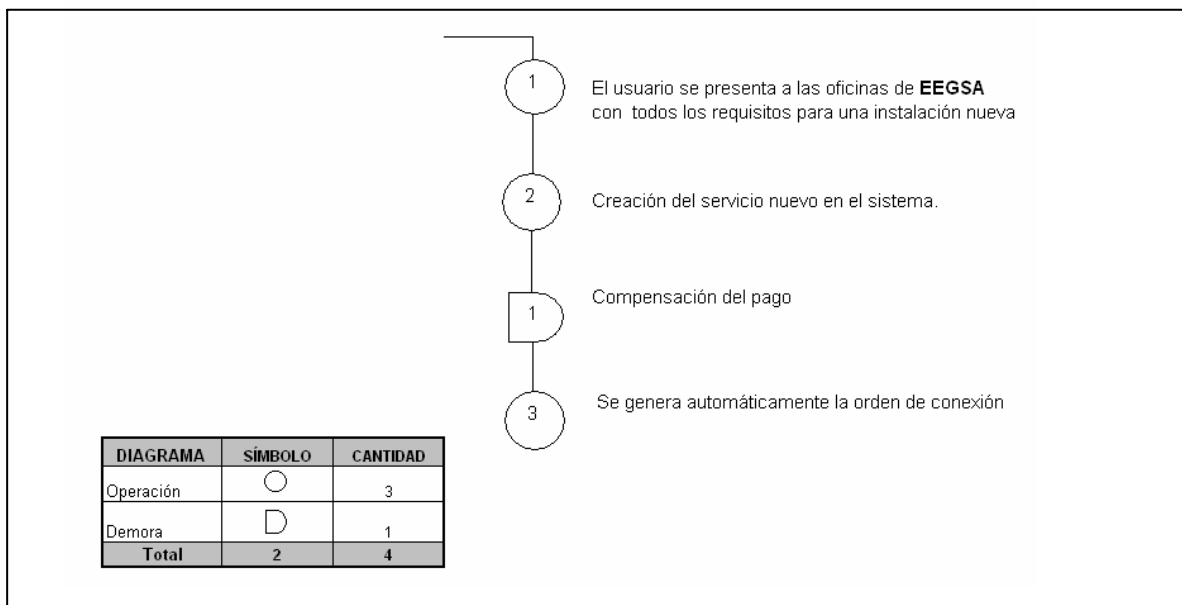 1
El usuario se presenta a las oficinas de EEGSA
con todos los requisitos para una instalación nueva
2
Creación del servicio nuevo en el sistema.
1
Compensación del pago
3
Se genera automáticamente la orden de conexión
DIAGRAMA SÍMBOLO CANTIDAD
Operación 3
Demora 1
Total 2 4